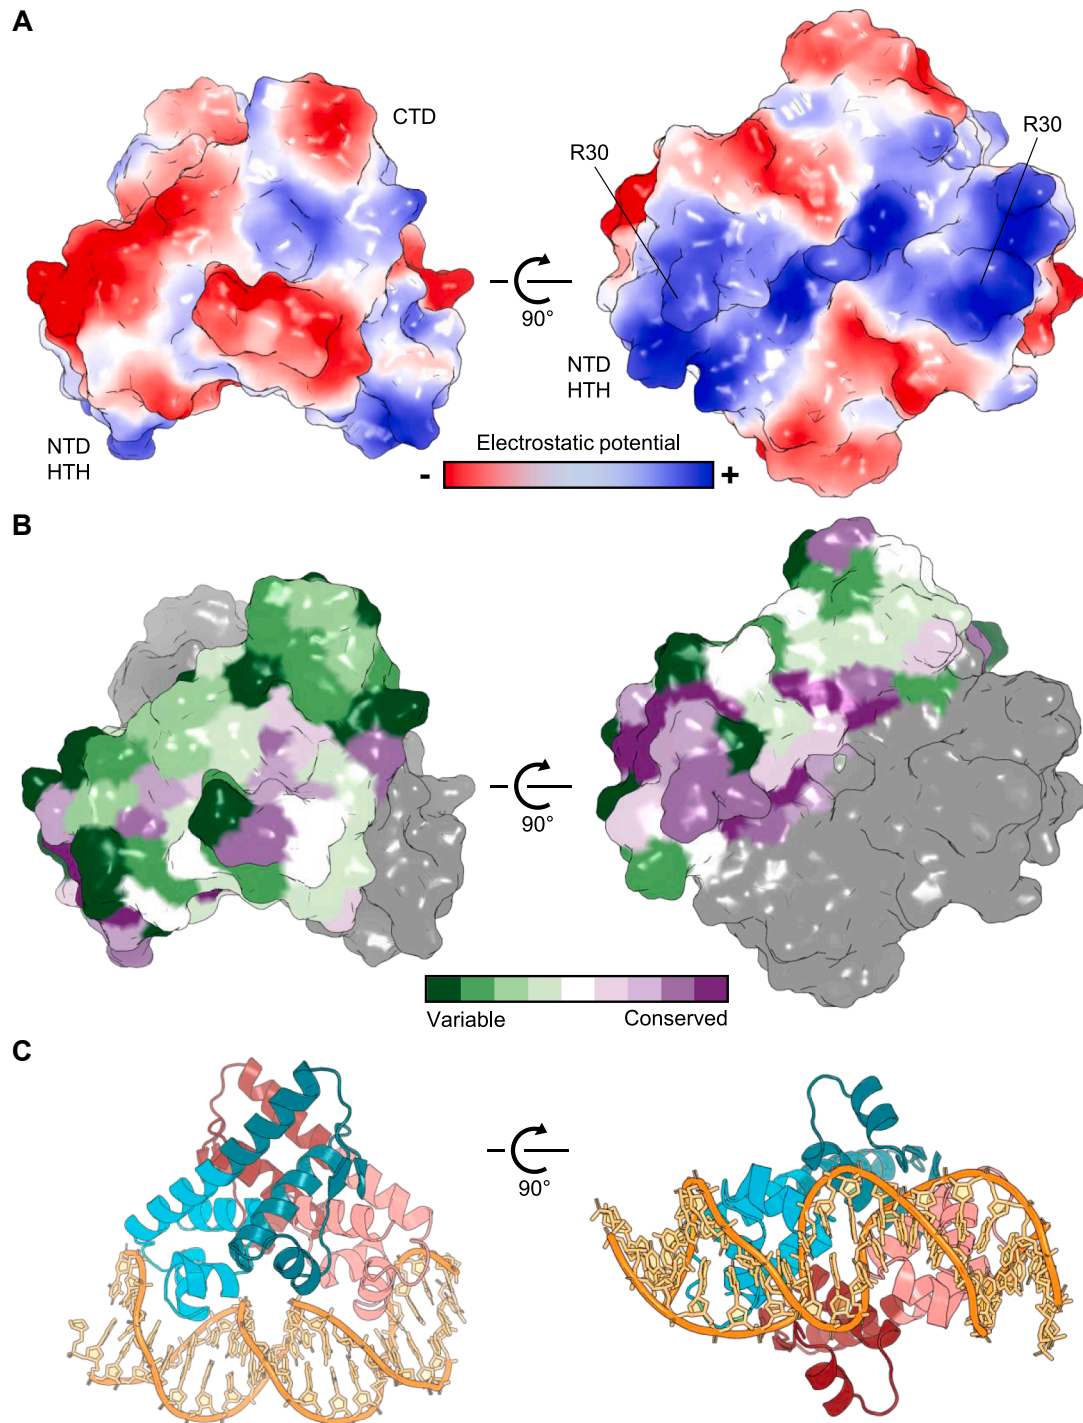 A
CTD
R30
R30
90°
NTD
HTH
NTD
HTH
Electrostatic potential
- +
B
90°
Variable Conserved
C
90°